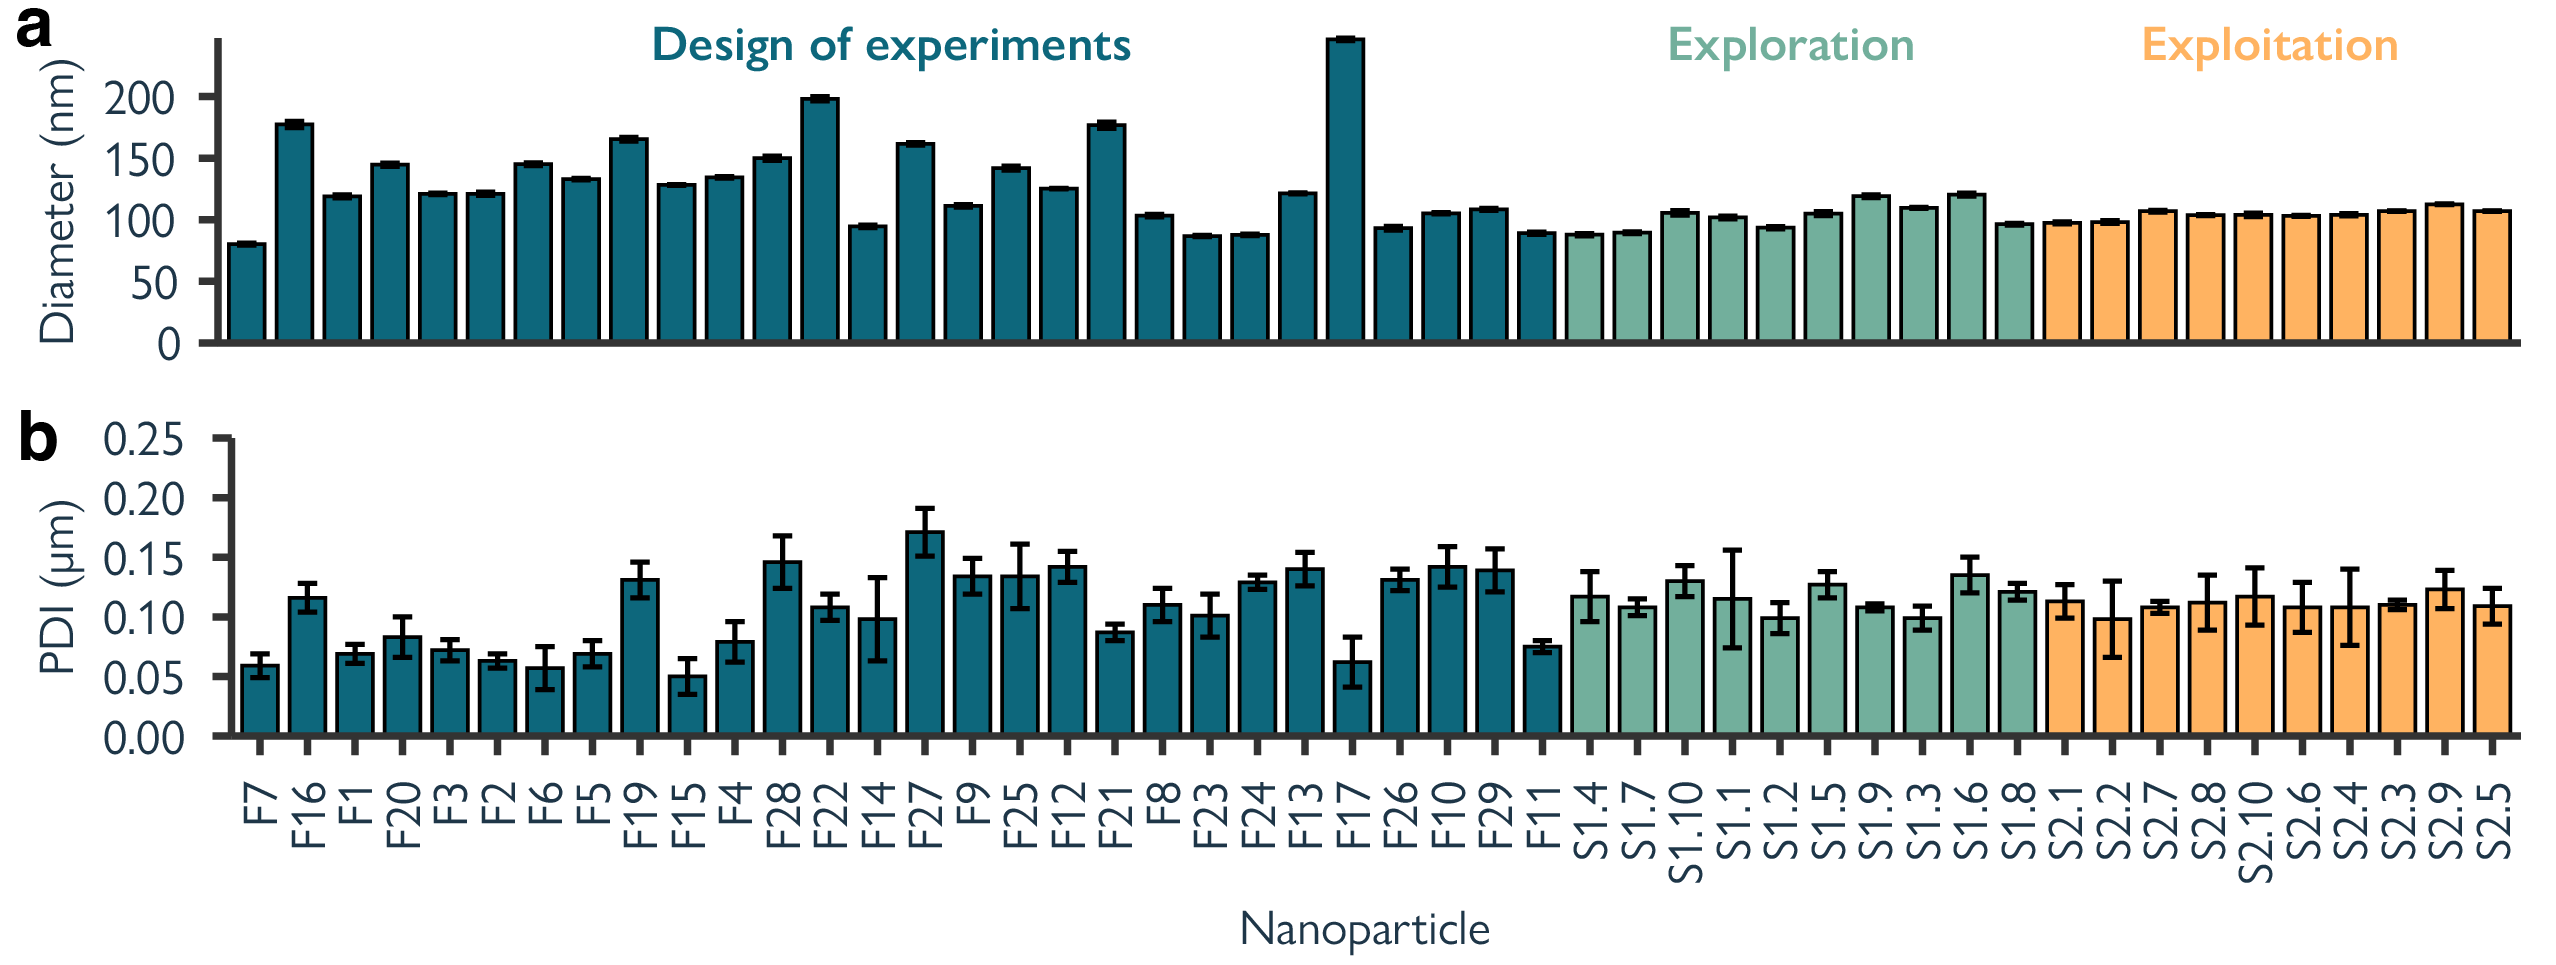 a
Design of experiments
Exploration
Exploitation
Diameter (nm)
200
150
100
50
0
b
PDI (μm)
0.25
0.20
0.15
0.10
0.05
0.00
F7
F16
F1
F20
F3
F2
F6
F5
F19
F15
F4
F28
F22
F14
F27
F9
F25
F12
F21
F8
F23
F24
F13
F17
F26
F10
F29
F11
S1.4
S1.7
S1.10
S1.1
S1.2
S1.5
S1.9
S1.3
S1.6
S1.8
S2.1
S2.2
S2.7
S2.8
S2.10
S2.6
S2.4
S2.3
S2.9
S2.5
Nanoparticle